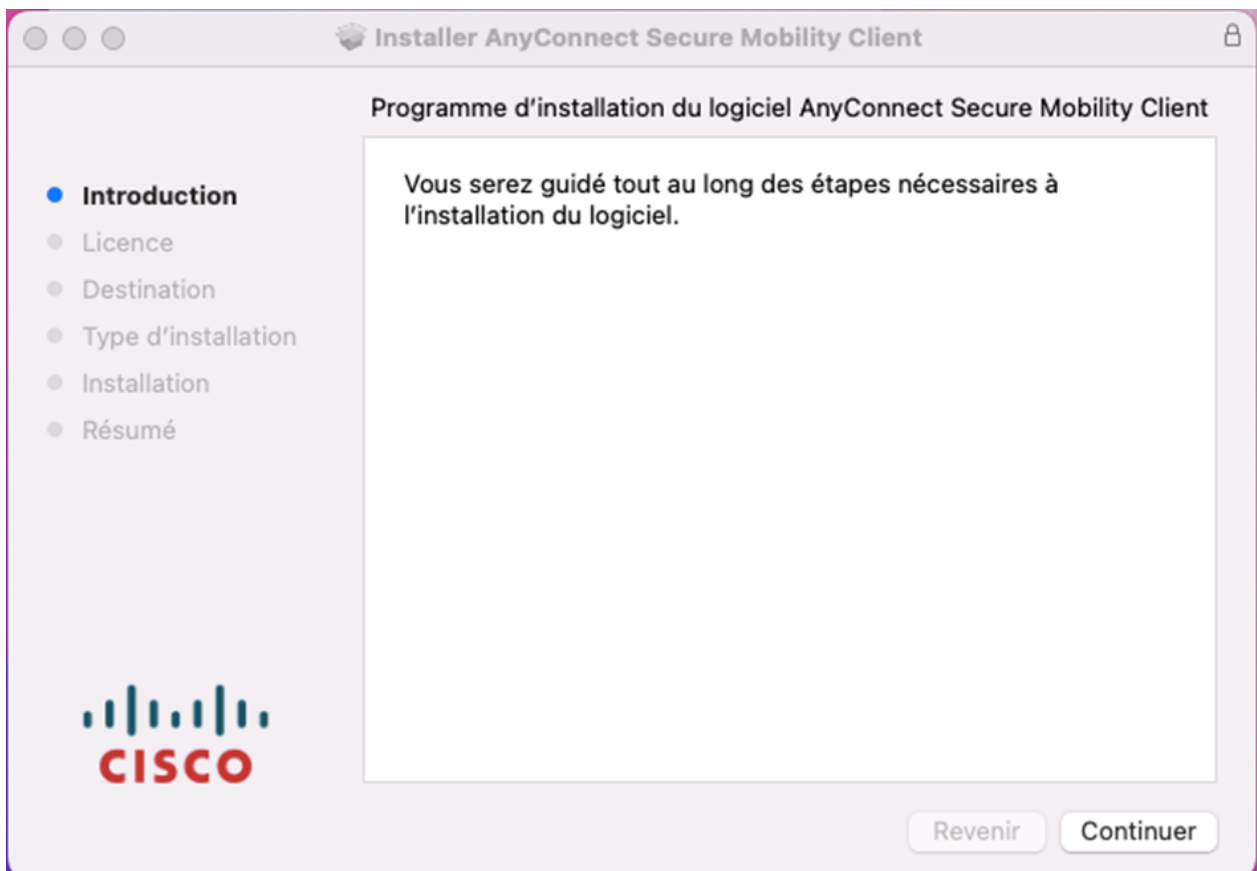 Installer AnyConnect Secure Mobility Client
Programme d’installation du logiciel AnyConnect Secure Mobility Client
Introduction
Licence
Destination
Type d’installation
Installation
Résumé
Vous serez guidé tout au long des étapes nécessaires à
l’installation du logiciel.
CISCO
Revenir
Continuer